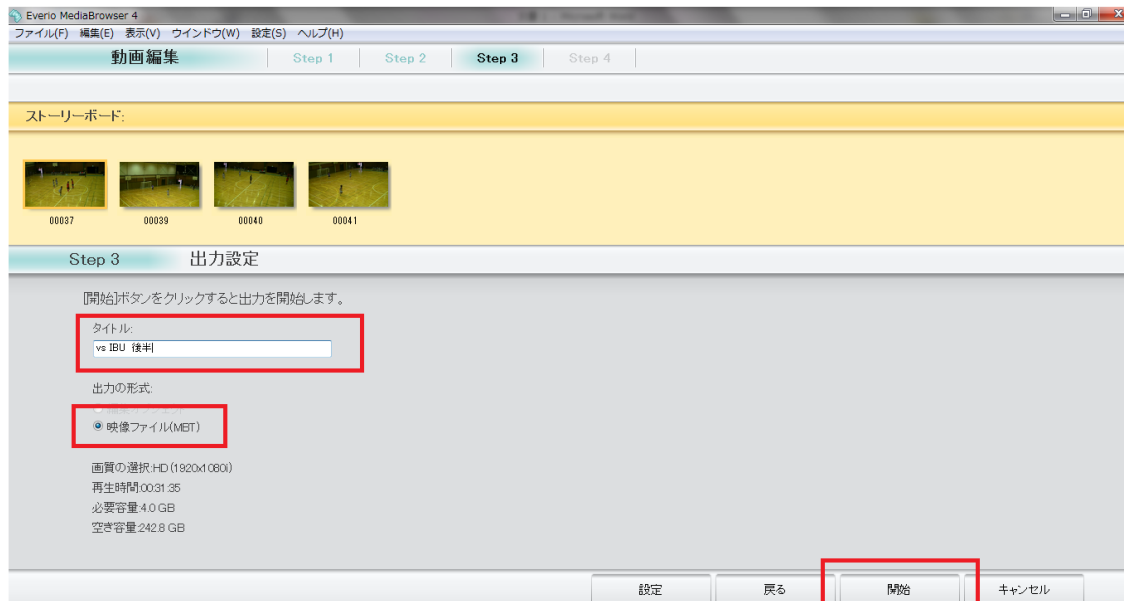 Everio MediaBrowser 4
ファイル(F) 編集(E) 表示(V) ウインドウ(W) 設定(S) ヘルプ(H)
動画編集 Step 1 Step 2 Step 3 Step 4
ストーリーボード:
00037 00039 00040 00041
Step 3 出力設定
[開始]ボタンをクリックすると出力を開始します。
タイトル:
vs IBU 後半
出力の形式:
映像ファイル(MBT)
画質の選択:HD (1920x1080i)
再生時間:00:31:35
必要容量:4.0 GB
空き容量:242.8 GB
設定 戻る 開始 キャンセル